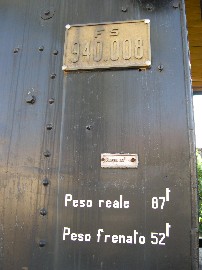 FS
940.008
Peso reale 87t
Peso frenato 52t